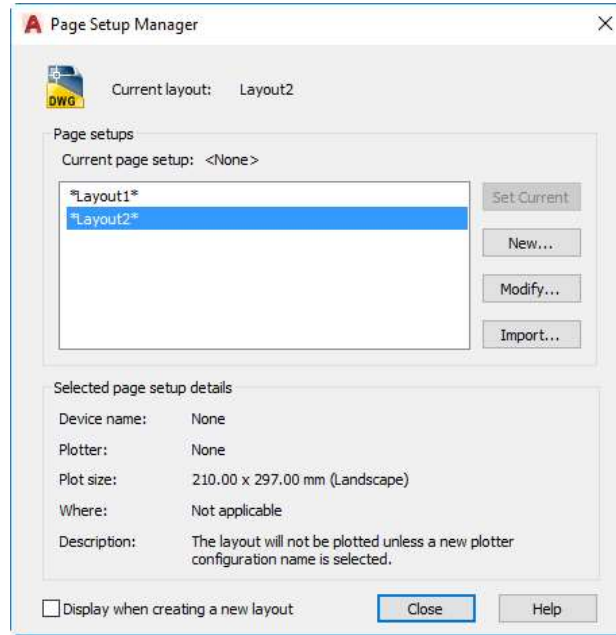 Page Setup Manager
DWG
Current layout: Layout2
Page setups
Current page setup: <None>
*Layout1*
*Layout2*
Set Current
New...
Modify...
Import...
Selected page setup details
Device name: None
Plotter: None
Plot size: 210.00 x 297.00 mm (Landscape)
Where: Not applicable
Description: The layout will not be plotted unless a new plotter
configuration name is selected.
Display when creating a new layout
Close
Help